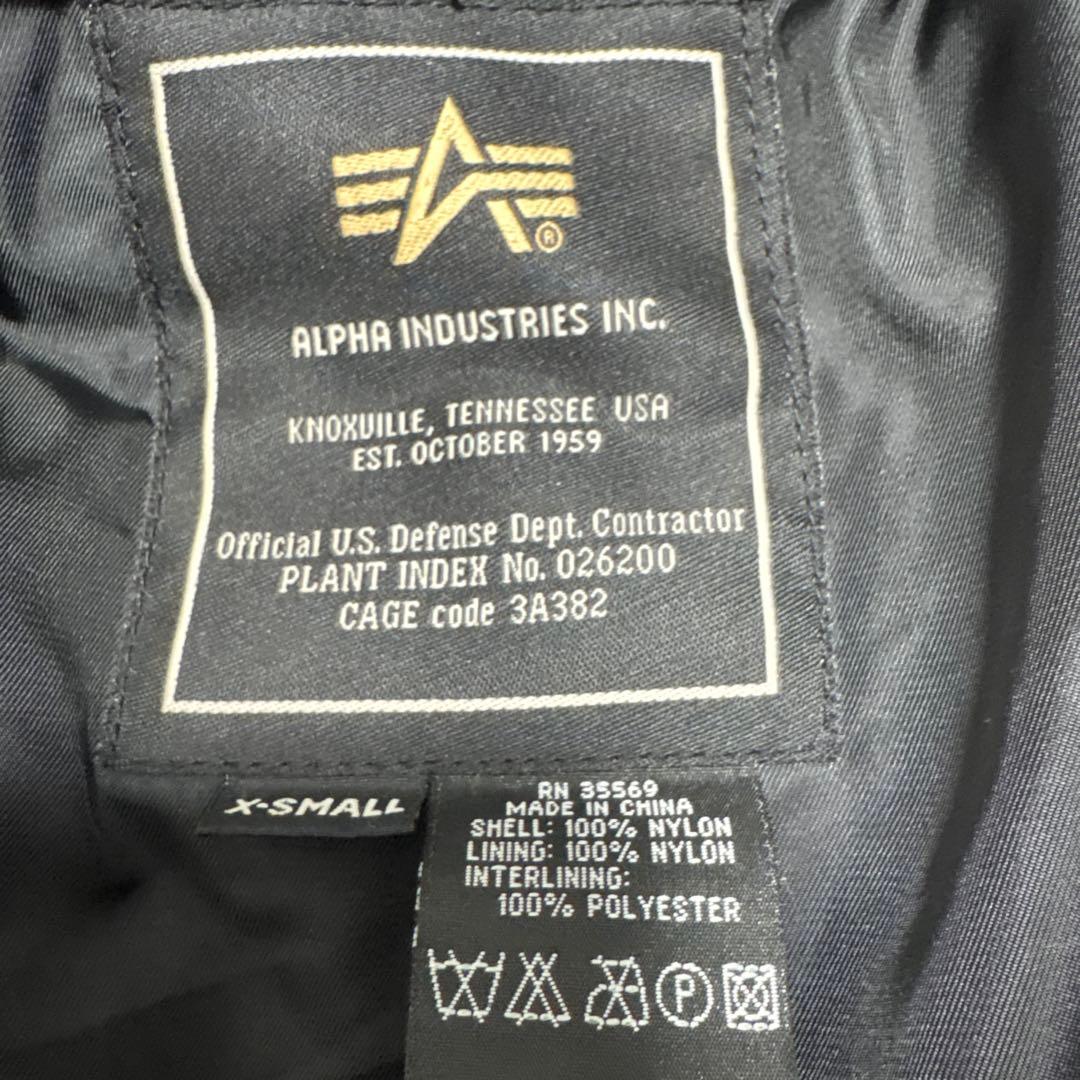 ®
ALPHA INDUSTRIES INC.
KNOXVILLE, TENNESSEE USA
EST. OCTOBER 1959
Official U.S. Defense Dept. Contractor
PLANT INDEX No. 026200
CAGE code 3A382
X-SMALL
RN 35569
MADE IN CHINA
SHELL: 100% NYLON
LINING: 100% NYLON
INTERLINING:
100% POLYESTER
P